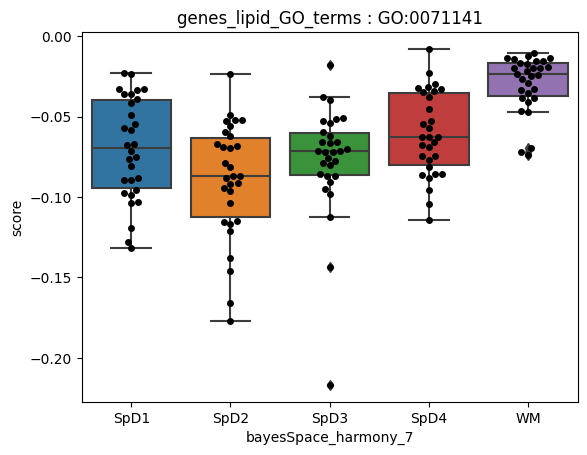 genes_lipid_GO_terms : GO:0071141
0.00
−0.05
−0.10
−0.15
−0.20
score
SpD1 SpD2 SpD3 SpD4 WM
bayesSpace_harmony_7